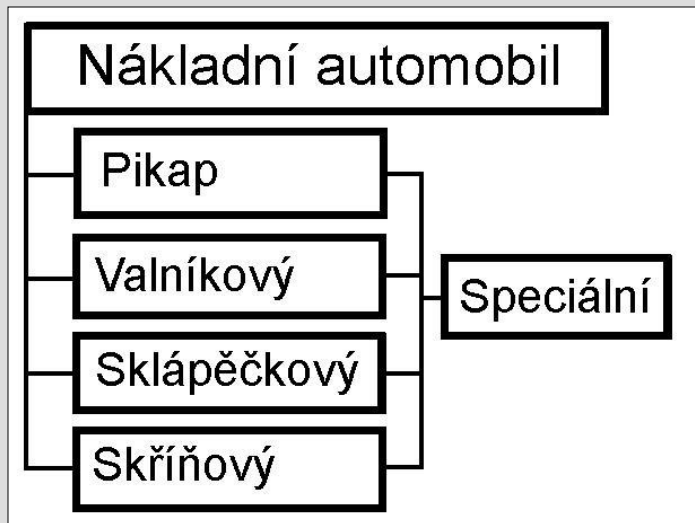 Nákladní automobil
Pikap
Valníkový
Speciální
Sklápěčkový
Skříňový